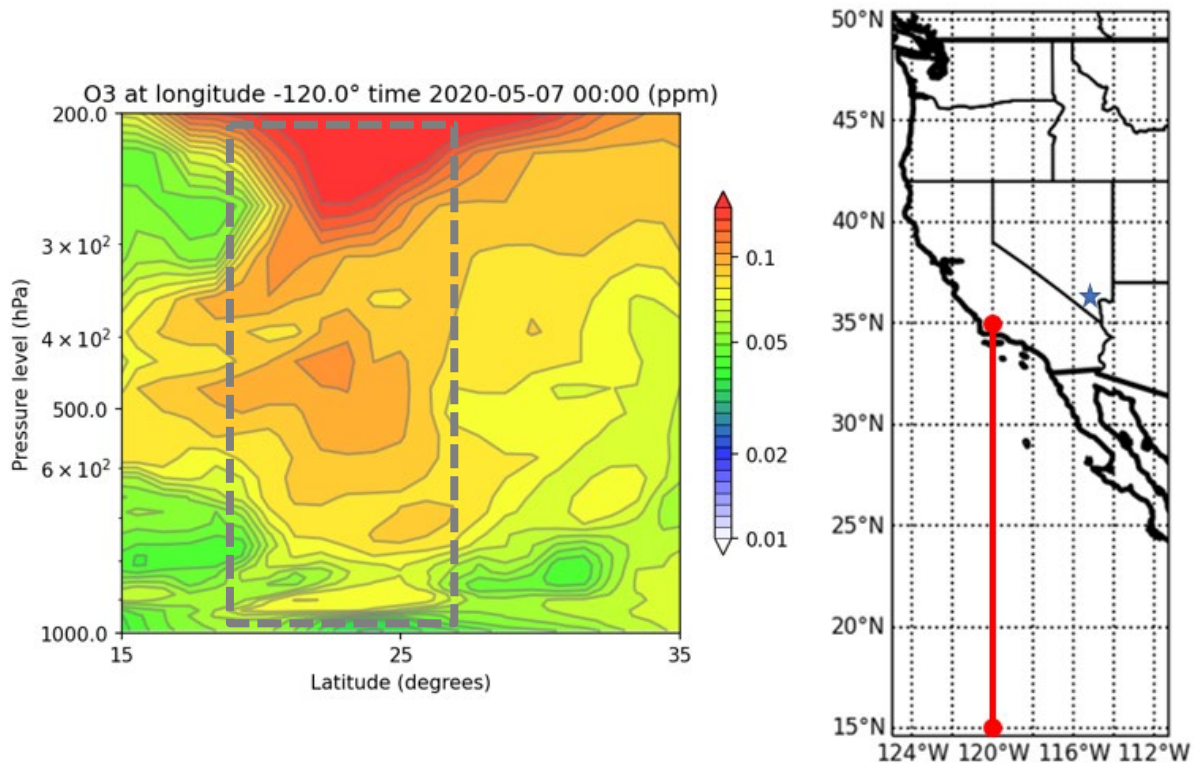 O3 at longitude -120.0° time 2020-05-07 00:00 (ppm)
200.0
3 × 10²
4 × 10²
500.0
6 × 10²
1000.0
Pressure level (hPa)
15
25
35
Latitude (degrees)
0.1
0.05
0.02
0.01
50°N
45°N
40°N
35°N
30°N
25°N
20°N
15°N
124°W 120°W 116°W 112°W